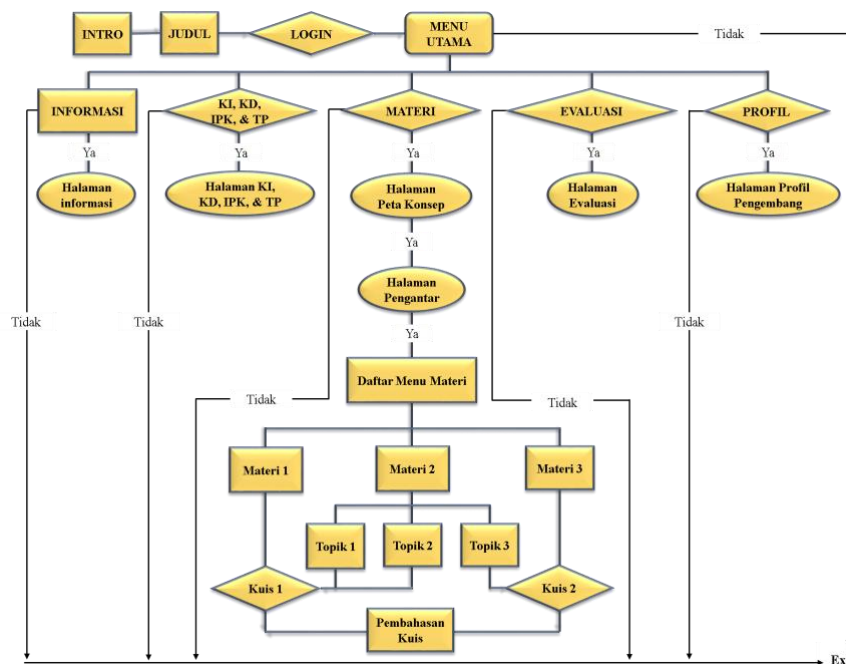 INTRO
JUDUL
LOGIN
MENU
UTAMA
Tidak
INFORMASI
KI, KD,
IPK, & TP
MATERI
EVALUASI
PROFIL
Ya
Ya
Ya
Ya
Ya
Halaman
informasi
Halaman KI,
KD, IPK, & TP
Halaman
Peta Konsep
Halaman
Evaluasi
Halaman Profil
Pengembang
Ya
Halaman
Pengantar
Tidak
Tidak
Tidak
Ya
Daftar Menu Materi
Tidak
Tidak
Materi 1
Materi 2
Materi 3
Topik 1
Topik 2
Topik 3
Kuis 1
Kuis 2
Pembahasan
Kuis
Ex